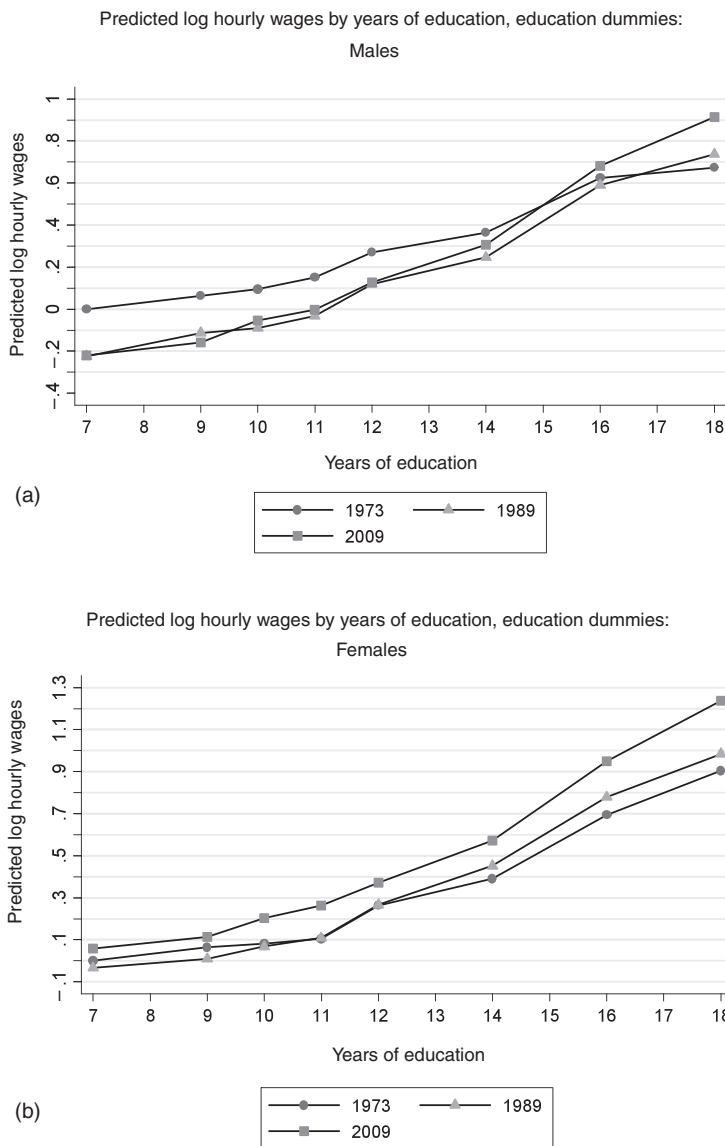 Predicted log hourly wages by years of education, education dummies:
Males
Predicted log hourly wages
1
.8
.6
.4
.2
0
–.2
–.4
7 8 9 10 11 12 13 14 15 16 17 18
Years of education
(a)
1973 1989
2009
Predicted log hourly wages by years of education, education dummies:
Females
Predicted log hourly wages
1.3
1.1
.9
.7
.5
.3
.1
–.1
7 8 9 10 11 12 13 14 15 16 17 18
Years of education
(b)
1973 1989
2009